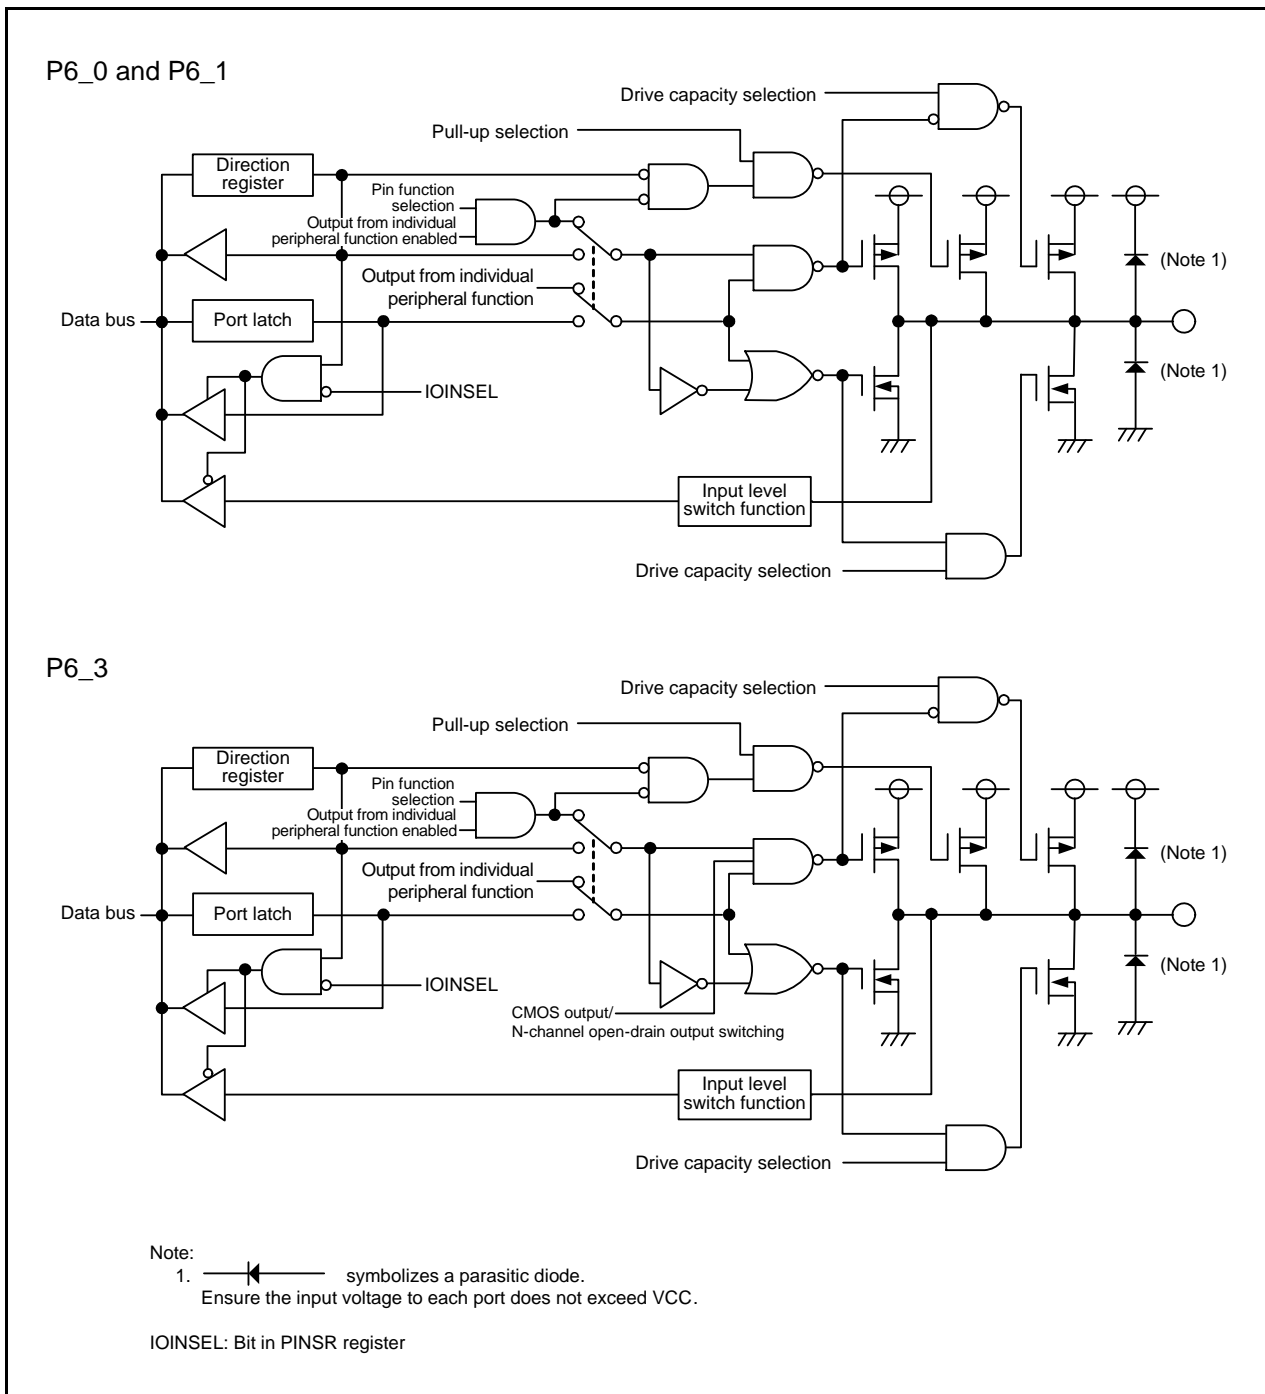 P6_0 and P6_1
Drive capacity selection
Pull-up selection
Direction
register
Pin function
selection
Output from individual
peripheral function enabled
(Note 1)
Output from individual
peripheral function
Data bus
Port latch
(Note 1)
IOINSEL
Input level
switch function
Drive capacity selection
P6_3
Drive capacity selection
Pull-up selection
Direction
register
Pin function
selection
Output from individual
peripheral function enabled
(Note 1)
Output from individual
peripheral function
Data bus
Port latch
(Note 1)
IOINSEL
CMOS output/
N-channel open-drain output switching
Input level
switch function
Drive capacity selection
Note:
1. symbolizes a parasitic diode.
Ensure the input voltage to each port does not exceed VCC.
IOINSEL: Bit in PINSR register